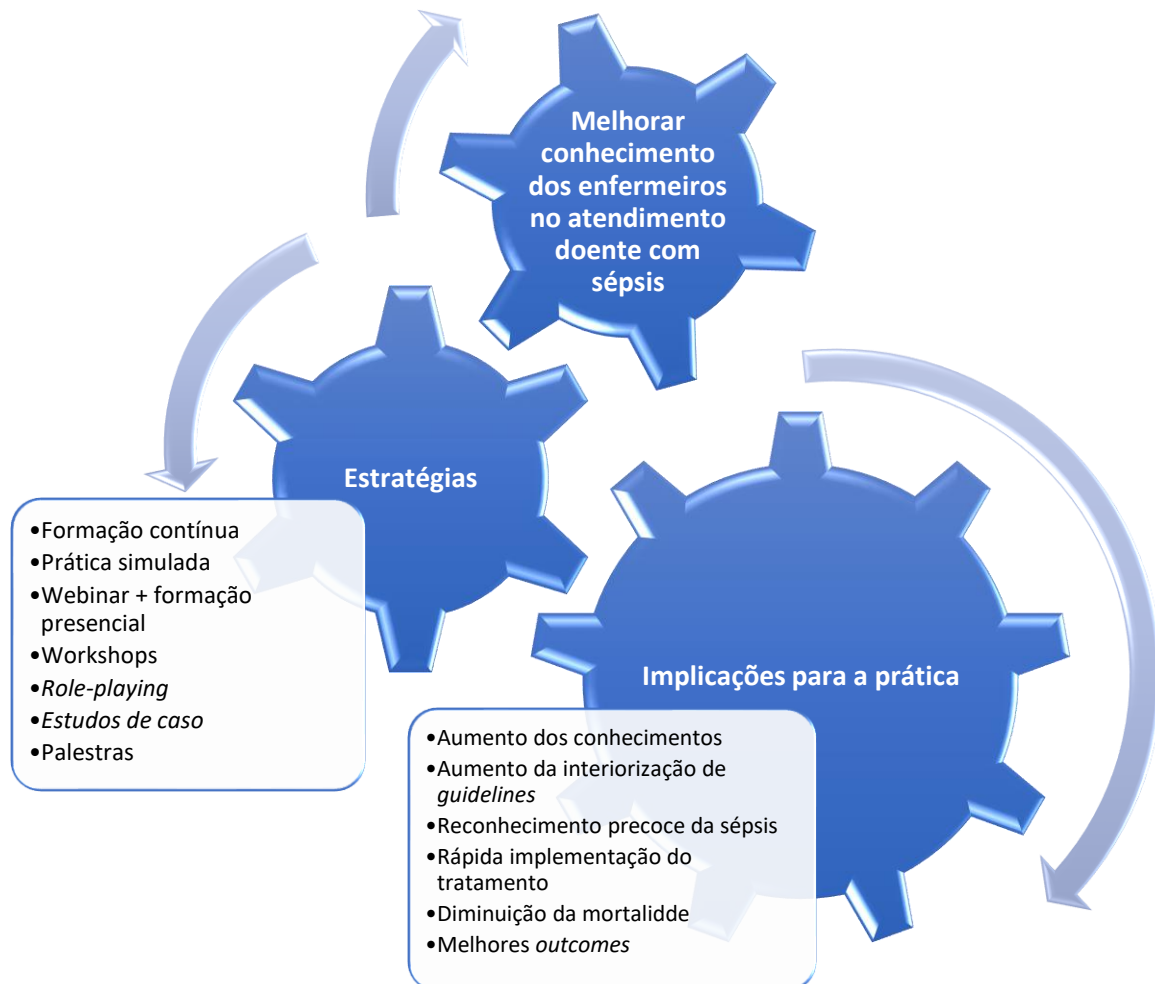 Melhorar
conhecimento
dos enfermeiros
no atendimento
doente com
sépsis
Estratégias
•Formação contínua
•Prática simulada
•Webinar + formação
presencial
•Workshops
•Role-playing
•Estudos de caso
•Palestras
Implicações para a prática
•Aumento dos conhecimentos
•Aumento da interiorização de
guidelines
•Reconhecimento precoce da sépsis
•Rápida implementação do
tratamento
•Diminuição da mortalidde
•Melhores outcomes